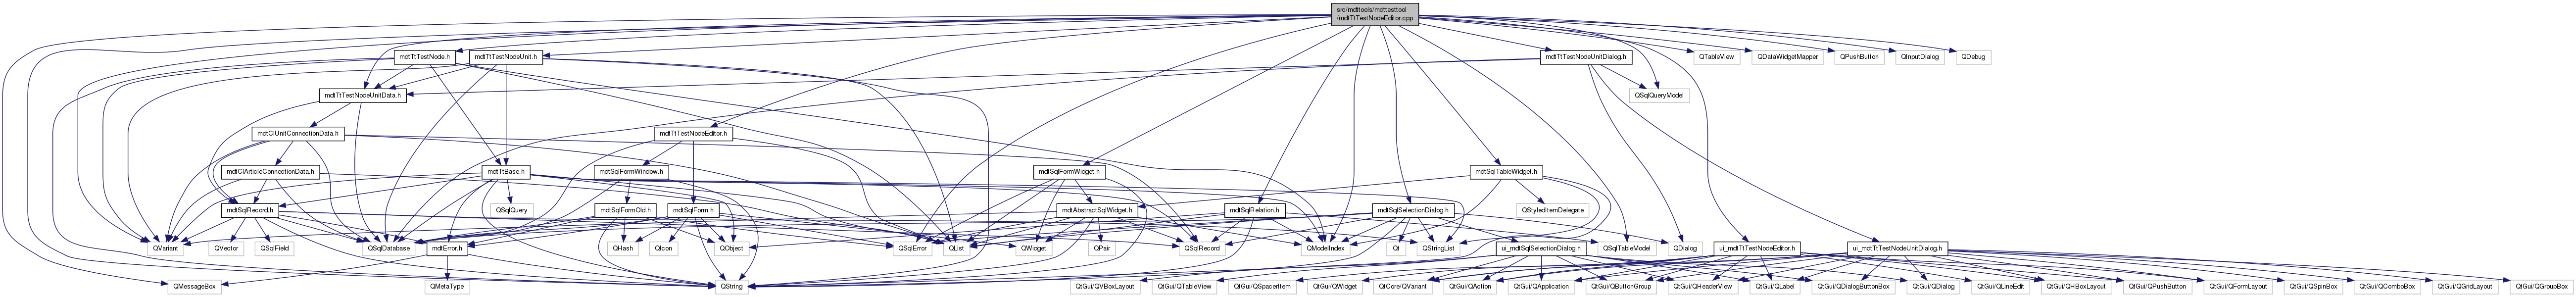 src/mdttools/mdttesttool
/mdtTtTestNodeEditor.cpp
mdtTtTestNode.h
mdtTtTestNodeUnit.h
mdtTtTestNodeUnitDialog.h
QTableView
QDataWidgetMapper
QPushButton
QInputDialog
QDebug
mdtTtTestNodeUnitData.h
QSqlQueryModel
mdtClUnitConnectionData.h
mdtTtTestNodeEditor.h
mdtClArticleConnectionData.h
mdtTtBase.h
mdtSqlFormWindow.h
mdtSqlFormWidget.h
mdtSqlTableWidget.h
mdtSqlRecord.h
QSqlQuery
mdtSqlFormOld.h
mdtSqlForm.h
mdtAbstractSqlWidget.h
mdtSqlRelation.h
mdtSqlSelectionDialog.h
QStyledItemDelegate
QVariant
QVector
QSqlField
QSqlDatabase
mdtError.h
QHash
QIcon
QObject
QSqlError
QList
QWidget
QPair
QSqlRecord
QModelIndex
Qt
QStringList
ui_mdtSqlSelectionDialog.h
QSqlTableModel
QDialog
ui_mdtTtTestNodeEditor.h
ui_mdtTtTestNodeUnitDialog.h
QMessageBox
QMetaType
QString
QtGui/QVBoxLayout
QtGui/QTableView
QtGui/QSpacerItem
QtGui/QWidget
QtCore/QVariant
QtGui/QAction
QtGui/QApplication
QtGui/QButtonGroup
QtGui/QHeaderView
QtGui/QLabel
QtGui/QDialogButtonBox
QtGui/QDialog
QtGui/QLineEdit
QtGui/QHBoxLayout
QtGui/QPushButton
QtGui/QFormLayout
QtGui/QSpinBox
QtGui/QComboBox
QtGui/QGridLayout
QtGui/QGroupBox